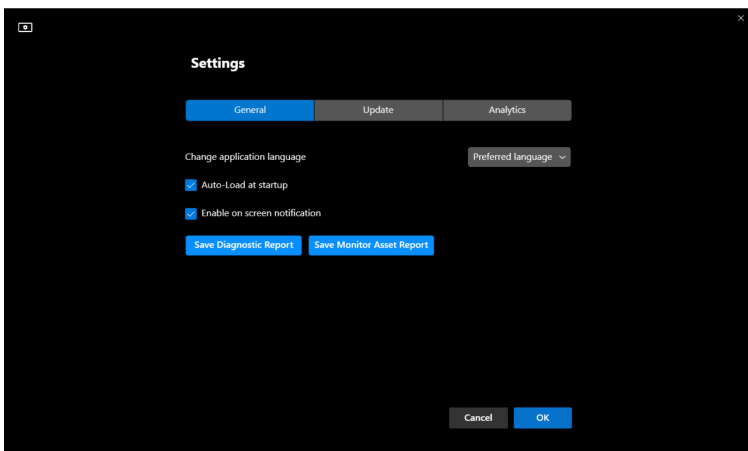 Settings
General Update Analytics
Change application language Preferred language
Auto-Load at startup
Enable on screen notification
Save Diagnostic Report Save Monitor Asset Report
Cancel OK